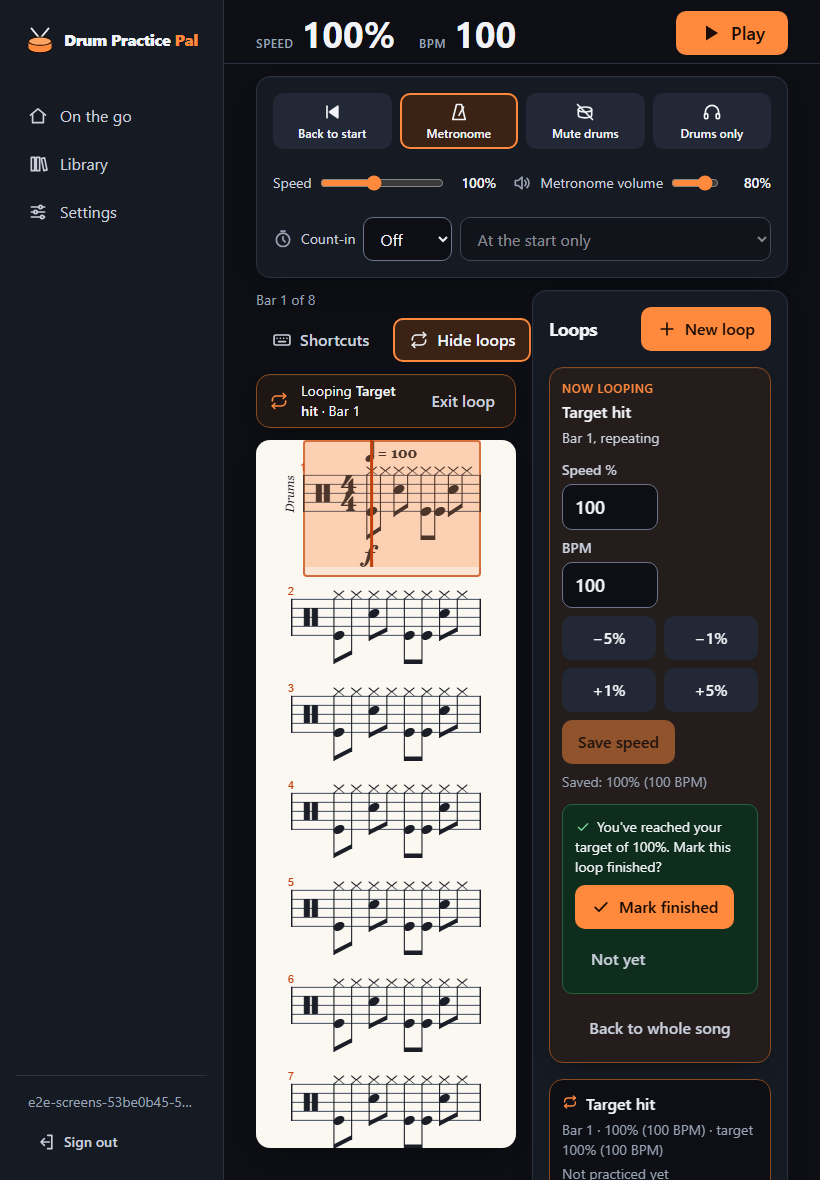 Drum Practice Pal
On the go
Library
Settings
e2e-screens-53be0b45-5...
Sign out
SPEED 100% BPM 100
Play
Back to start
Metronome
Mute drums
Drums only
Speed 100%
Metronome volume 80%
Count-in Off At the start only
Bar 1 of 8
Shortcuts
Hide loops
Looping Target
hit · Bar 1
Exit loop
= 100
1
Drums
4
4
f
2
3
4
5
6
7
Loops
New loop
NOW LOOPING
Target hit
Bar 1, repeating
Speed %
100
BPM
100
−5%
−1%
+1%
+5%
Save speed
Saved: 100% (100 BPM)
You've reached your
target of 100%. Mark this
loop finished?
Mark finished
Not yet
Back to whole song
Target hit
Bar 1 · 100% (100 BPM) · target
100% (100 BPM)
Not practiced yet